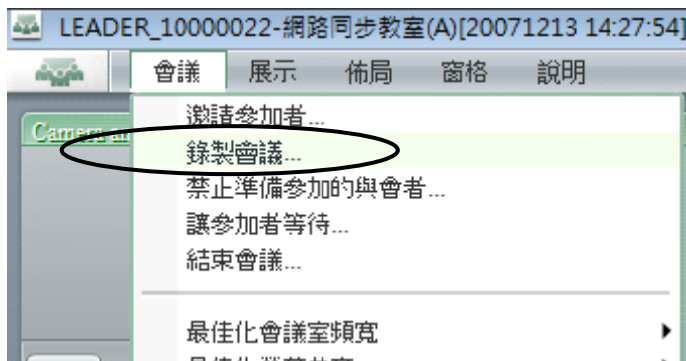 LEADER_10000022-網路同步教室(A)[20071213 14:27:54]
會議 展示 佈局 窗格 說明
Camera an
邀請參加者...
錄製會議...
禁止準備參加的與會者...
讓參加者等待...
結束會議...
最佳化會議室頻寬